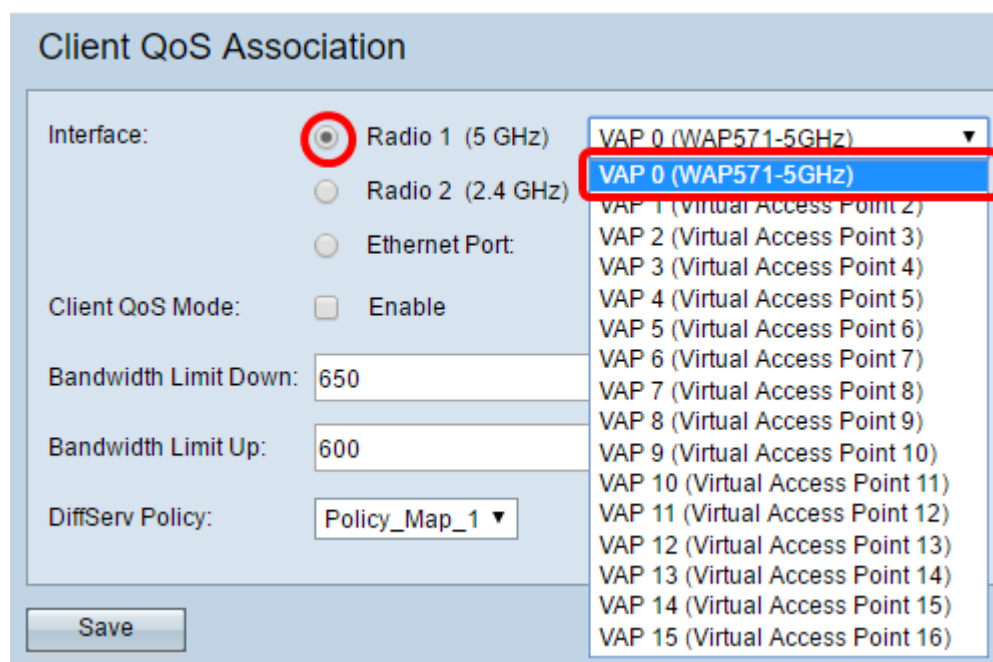 Client QoS Association
Interface:
Radio 1 (5 GHz)
VAP 0 (WAP571-5GHz)
VAP 0 (WAP571-5GHz)
Radio 2 (2.4 GHz)
VAP 1 (Virtual Access Point 2)
Ethernet Port:
VAP 2 (Virtual Access Point 3)
VAP 3 (Virtual Access Point 4)
Client QoS Mode:
Enable
VAP 4 (Virtual Access Point 5)
VAP 5 (Virtual Access Point 6)
VAP 6 (Virtual Access Point 7)
Bandwidth Limit Down:
650
VAP 7 (Virtual Access Point 8)
VAP 8 (Virtual Access Point 9)
Bandwidth Limit Up:
600
VAP 9 (Virtual Access Point 10)
VAP 10 (Virtual Access Point 11)
DiffServ Policy:
Policy_Map_1
VAP 11 (Virtual Access Point 12)
VAP 12 (Virtual Access Point 13)
VAP 13 (Virtual Access Point 14)
VAP 14 (Virtual Access Point 15)
VAP 15 (Virtual Access Point 16)
Save